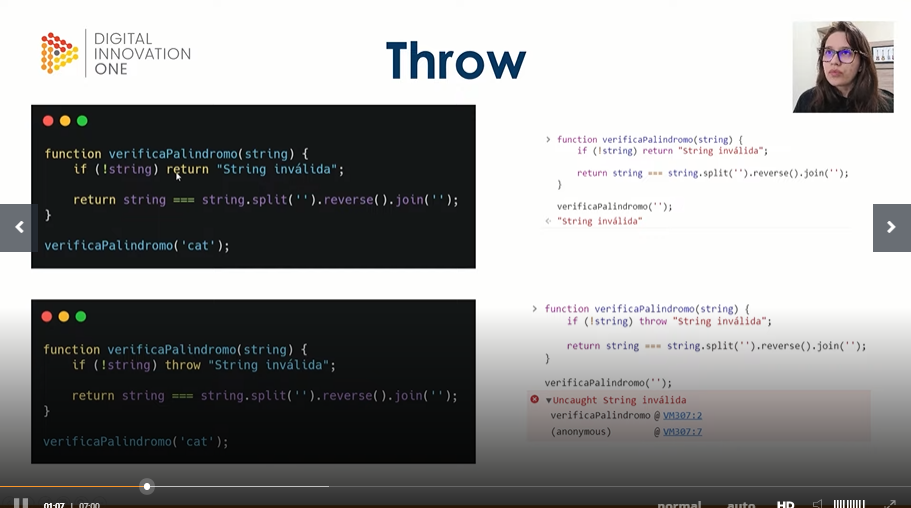 DIGITAL
INNOVATION
ONE
Throw
function verificaPalindromo(string) {
if (!string) return "String inválida";
return string === string.split('').reverse().join('');
}
verificaPalindromo('cat');
> function verificaPalindromo(string) {
if (!string) return "String inválida";
return string === string.split('').reverse().join('');
}
verificaPalindromo('');
"String inválida"
function verificaPalindromo(string) {
if (!string) throw "String inválida";
return string === string.split('').reverse().join('');
}
verificaPalindromo('cat');
> function verificaPalindromo(string) {
if (!string) throw "String inválida";
return string === string.split('').reverse().join('');
}
verificaPalindromo('');
▼Uncaught String inválida
verificaPalindromo @ VM307:2
(anonymous) @ VM307:7
01:07 | 07:00 normal auto HD